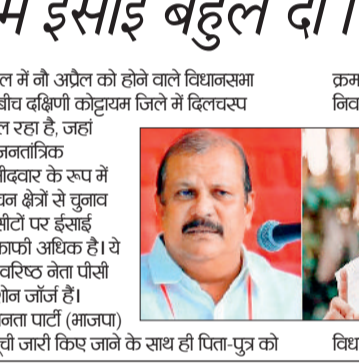 में ईसाई बहुल दो
ल में नौ अप्रैल को होने वाले विधानसभा
बीच दक्षिणी कोट्टायम जिले में दिलचस्प
ल रहा है, जहां
जनतांत्रिक
मीदवार के रूप में
चन क्षेत्रों से चुनाव
सीटों पर ईसाई
काफी अधिक है। ये
वरिष्ठ नेता पीसी
शोन जॉर्ज हैं।
नता पार्टी (भाजपा)
ूची जारी किए जाने के साथ ही पिता-पुत्र को
क्रम
निव
विध